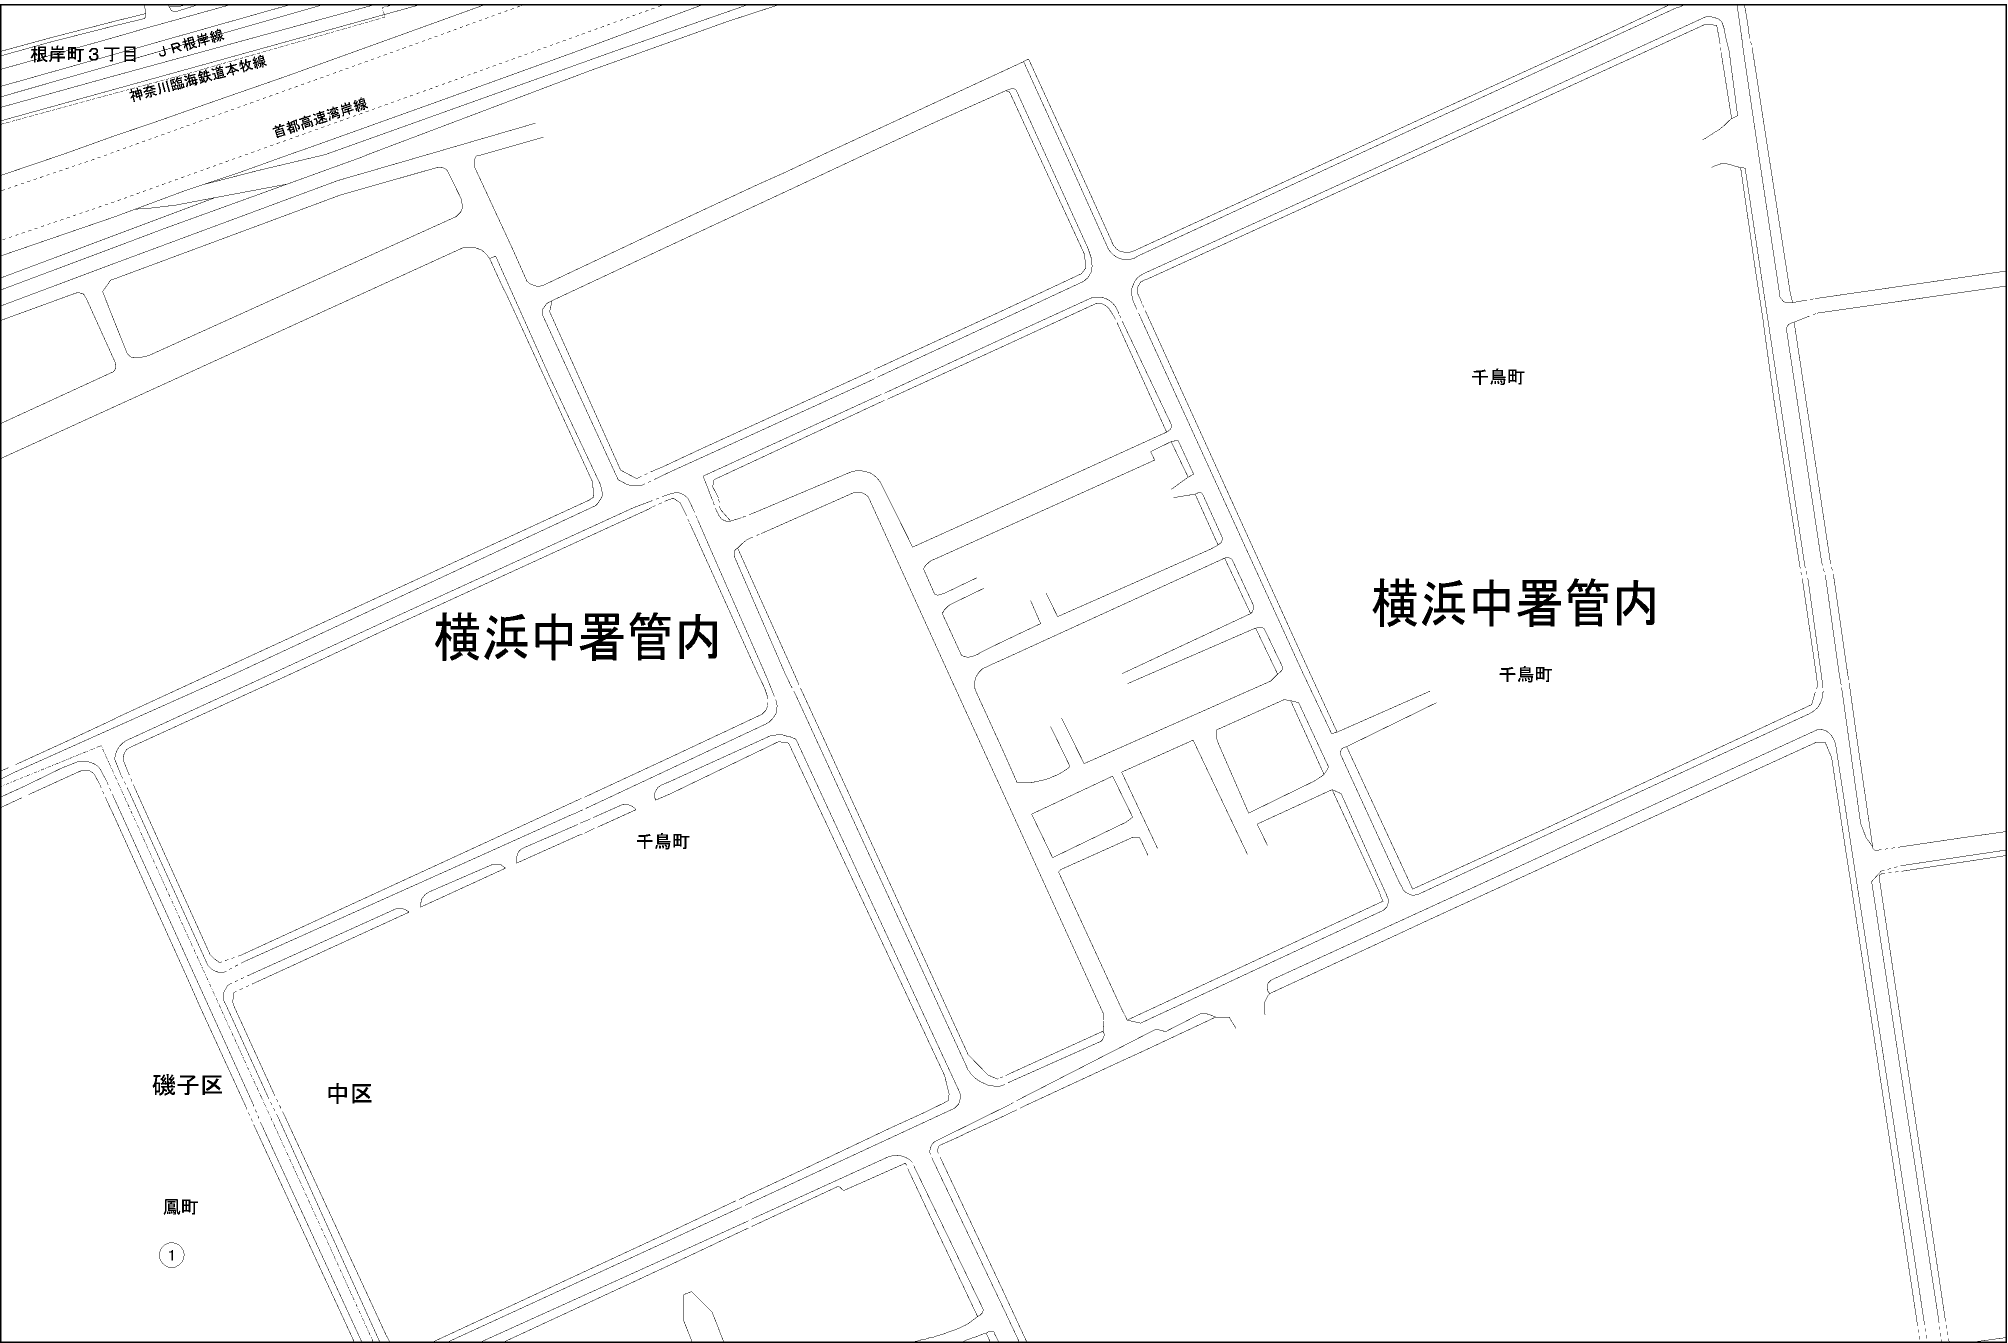 根岸町３丁目
ＪＲ根岸線
神奈川臨海鉄道本牧線
首都高速湾岸線
千鳥町
横浜中署管内
横浜中署管内
千鳥町
千鳥町
磯子区
中区
鳳町
1